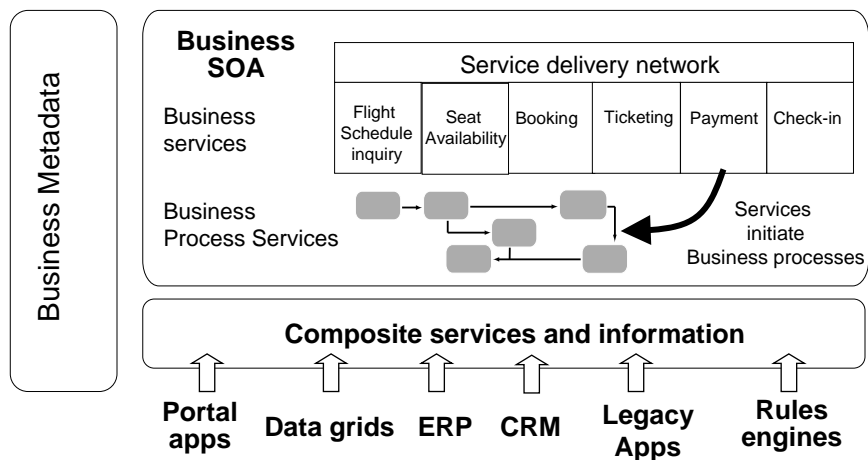 Business Metadata
Business
SOA
Service delivery network
Business
services
Flight
Schedule
inquiry
Seat
Availability
Booking
Ticketing
Payment
Check-in
Business
Process Services
Services
initiate
Business processes
Composite services and information
Portal
apps
Data grids
ERP
CRM
Legacy
Apps
Rules
engines